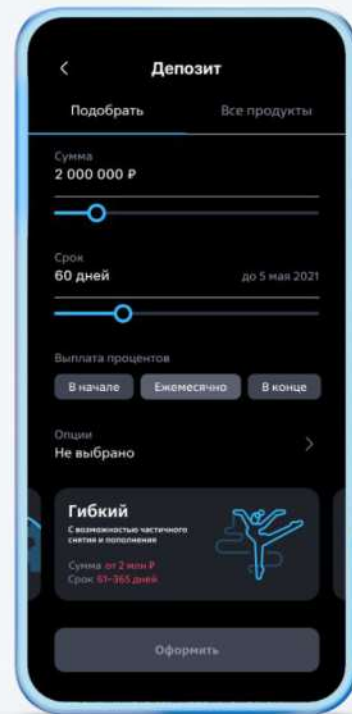 Депозит
Подобрать Все продукты
Сумма
2 000 000 ₽
Срок
60 дней до 5 мая 2021
Выплата процентов
В начале Ежемесячно В конце
Опции
Не выбрано
Гибкий
С возможностью частичного
снятия и пополнения
Сумма от 2 млн ₽
Срок 61–365 дней
Оформить